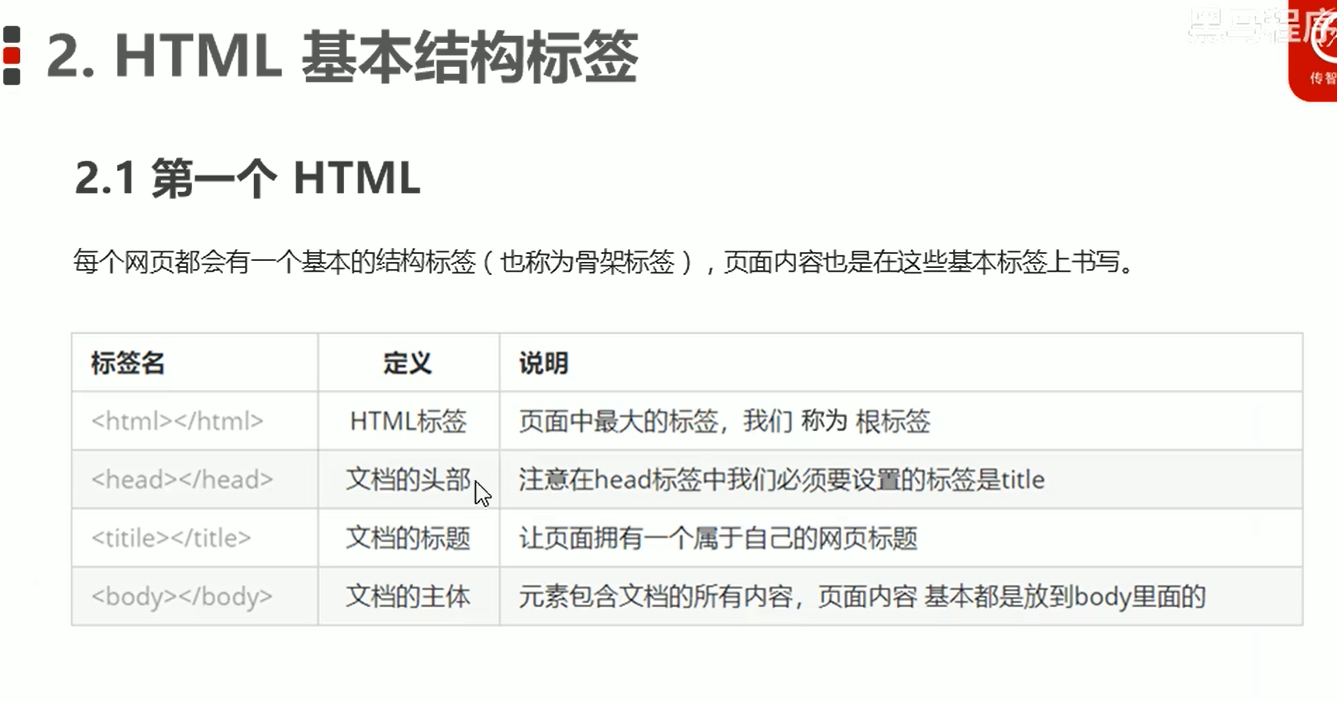 黑马程序
传智
2. HTML 基本结构标签
2.1 第一个 HTML
每个网页都会有一个基本的结构标签（也称为骨架标签），页面内容也是在这些基本标签上书写。
标签名 定义 说明
<html></html> HTML标签 页面中最大的标签，我们 称为 根标签
<head></head> 文档的头部 注意在head标签中我们必须要设置的标签是title
<titile></title> 文档的标题 让页面拥有一个属于自己的网页标题
<body></body> 文档的主体 元素包含文档的所有内容，页面内容 基本都是放到body里面的